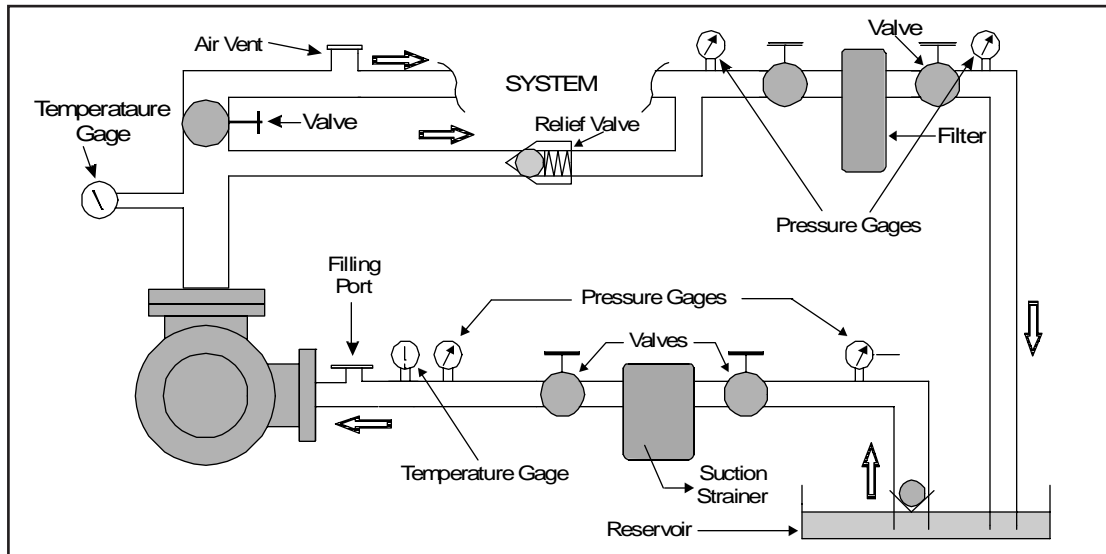 Air Vent
Valve
SYSTEM
Temperataure
Gage
Valve
Relief Valve
Filter
Pressure Gages
Filling
Port
Pressure Gages
Valves
Temperature Gage
Suction
Strainer
Reservoir